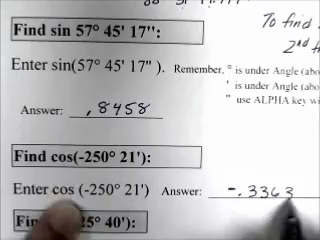 To find
Find sin 57° 45' 17":
2nd f
Enter sin(57° 45' 17" ). Remember, ° is under Angle (abo
' is under Angle (abo
" use ALPHA key wi
Answer: .8458
Find cos(-250° 21'):
Enter cos (-250° 21') Answer: -.3363
25° 40'):